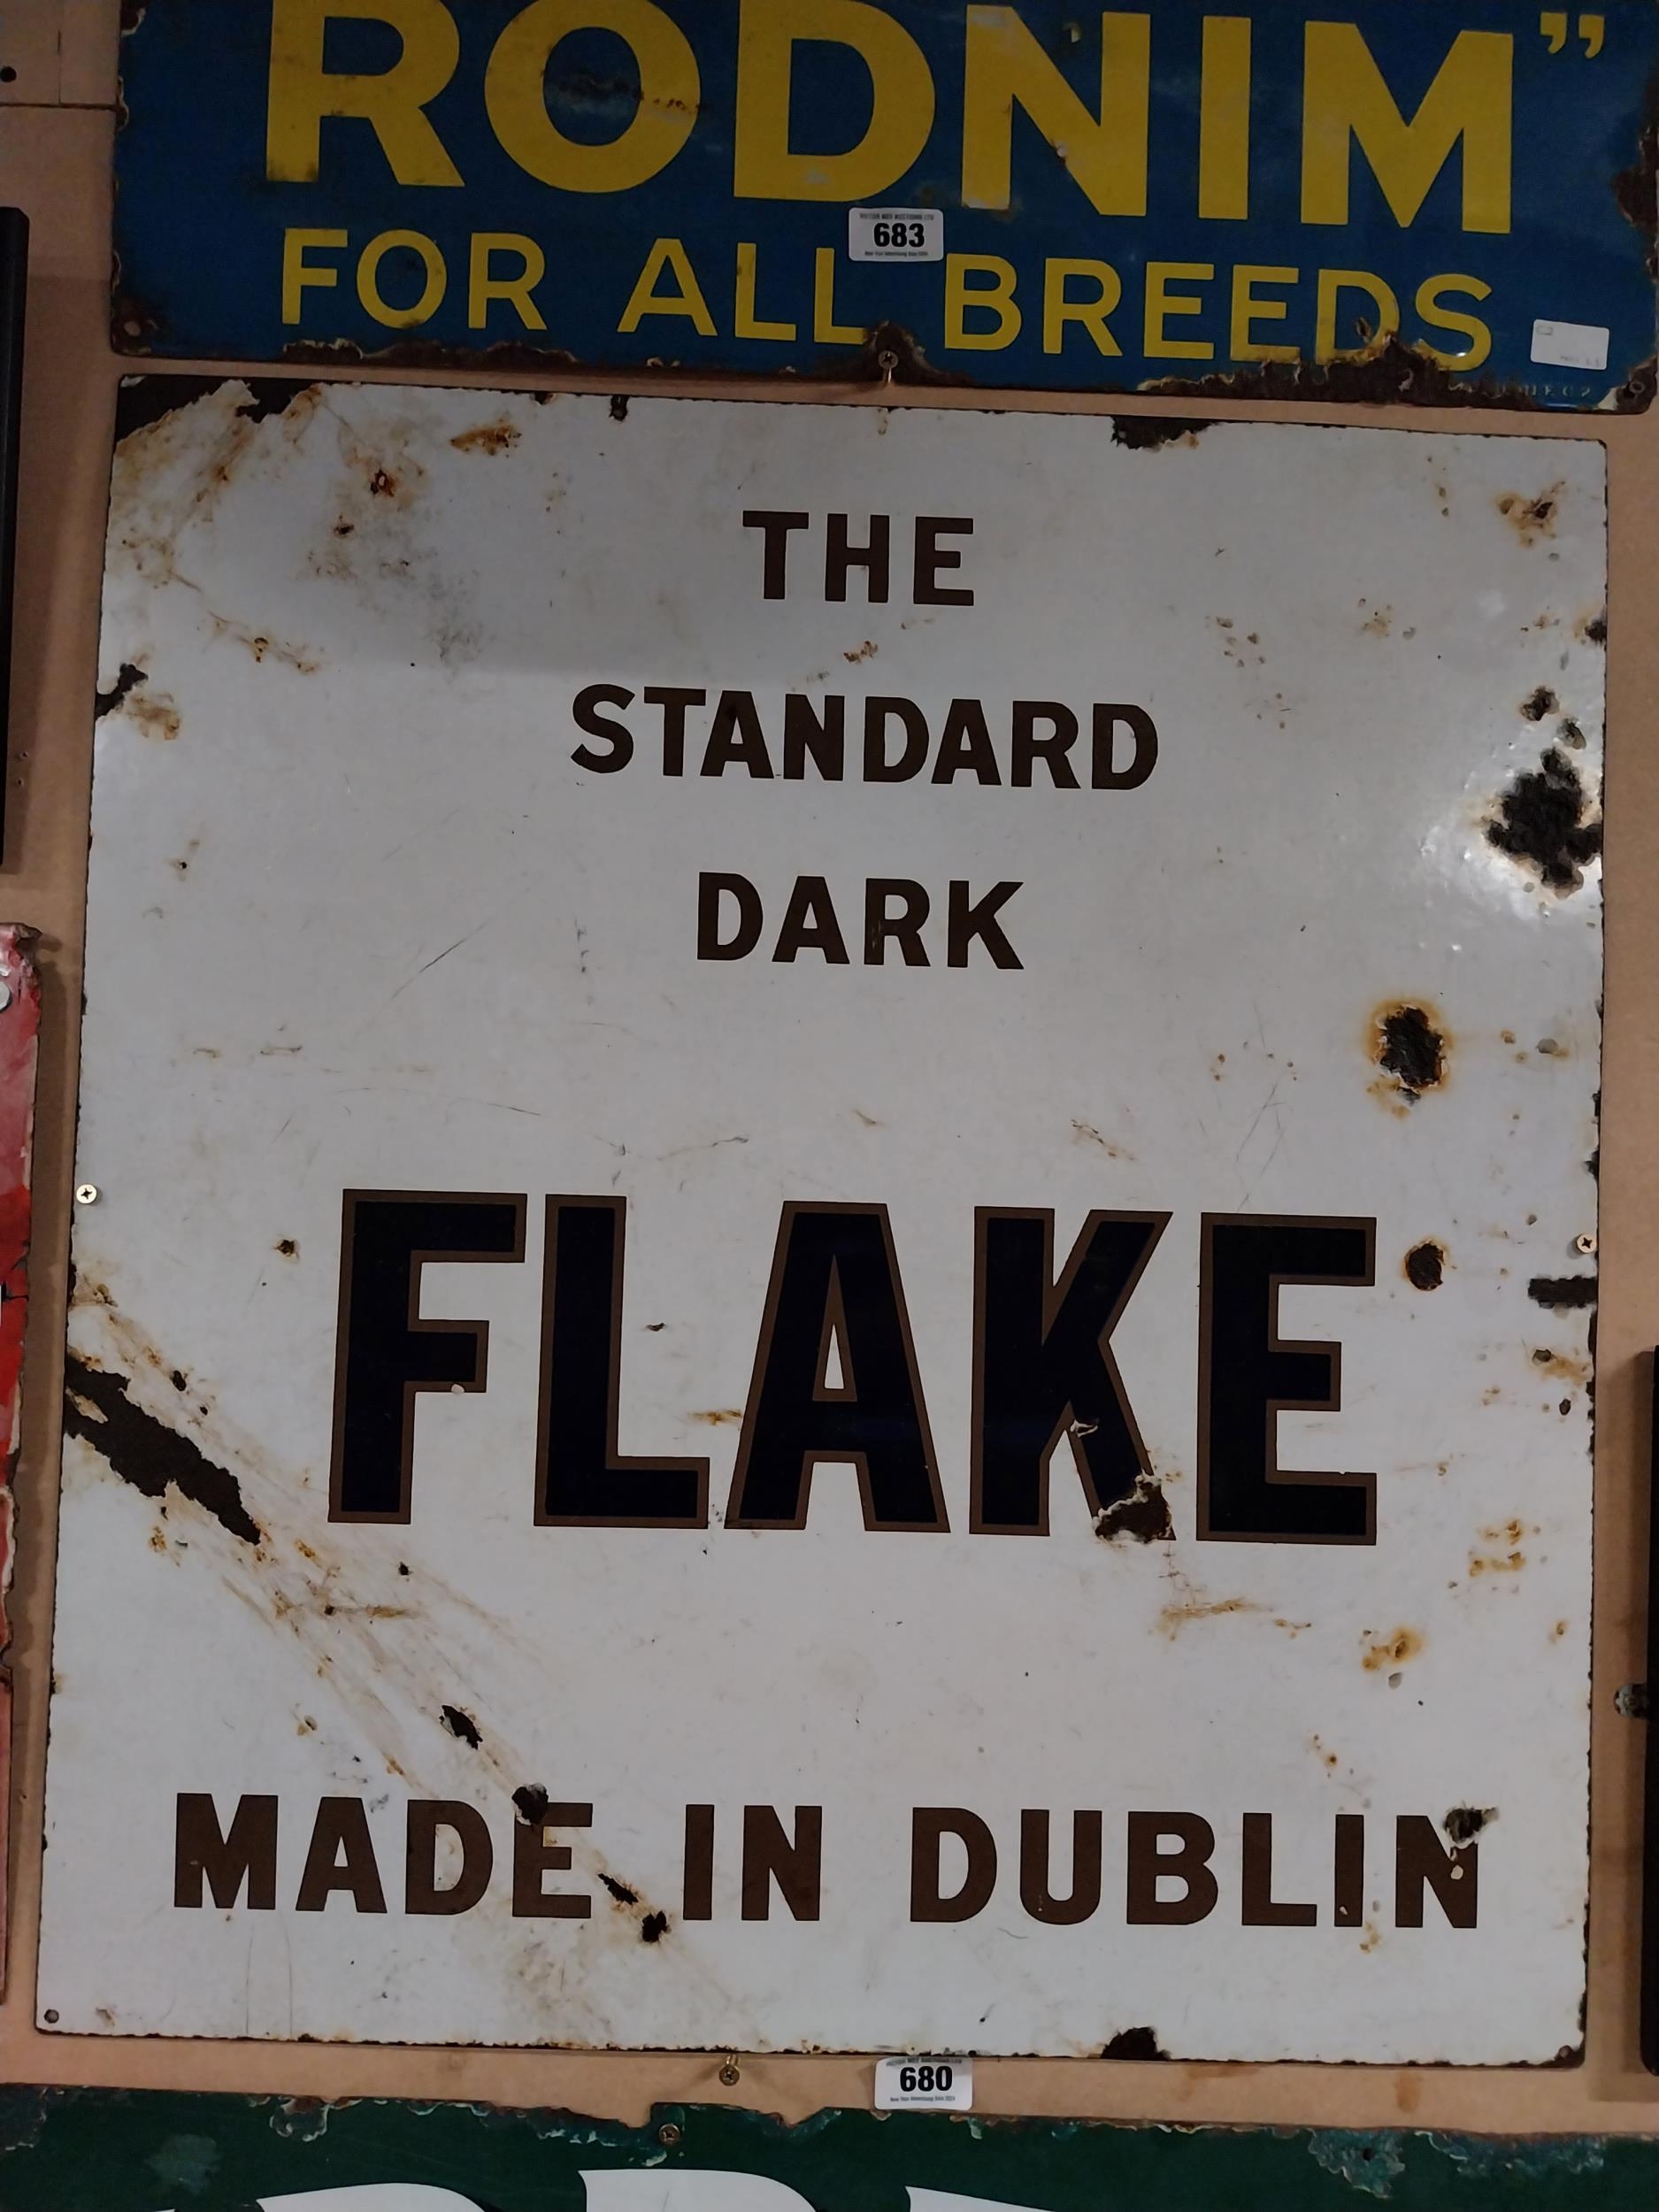 RODNIM”
683
FOR ALL BREEDS
THE
STANDARD
DARK
FLAKE
MADE IN DUBLIN
680